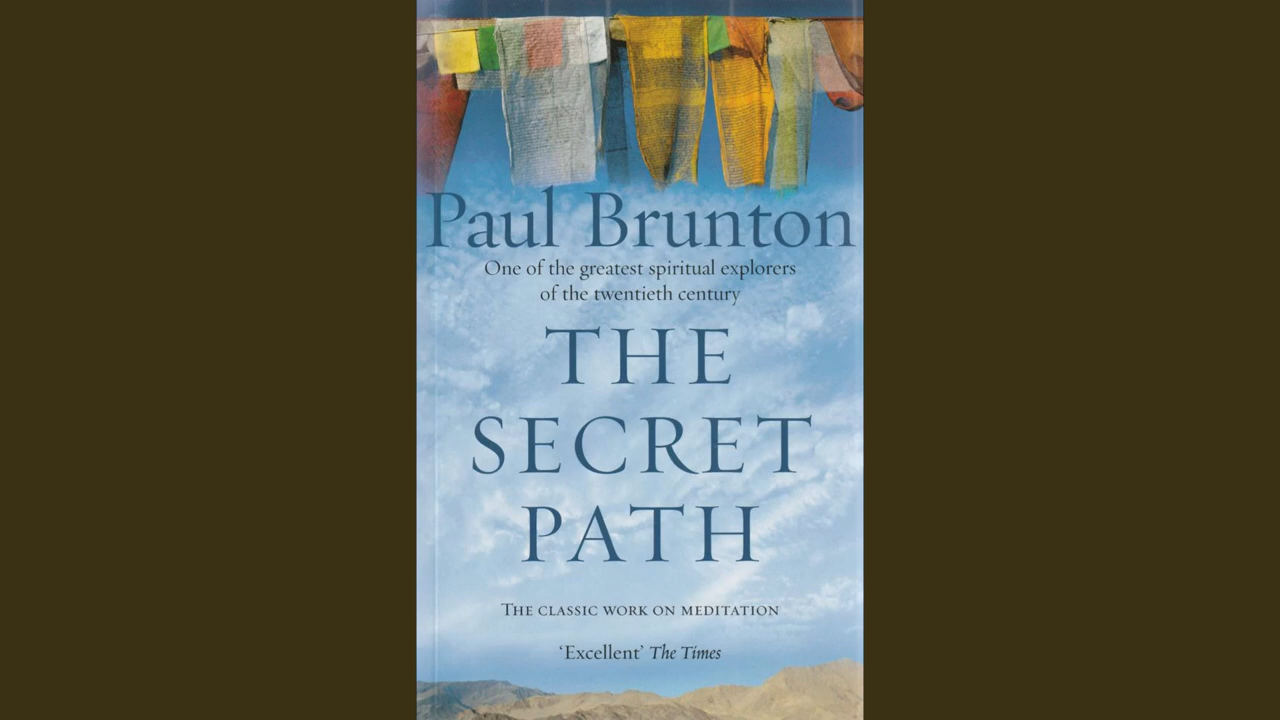 Paul Brunton
One of the greatest spiritual explorers
of the twentieth century
THE
SECRET
PATH
THE CLASSIC WORK ON MEDITATION
‘Excellent’ The Times